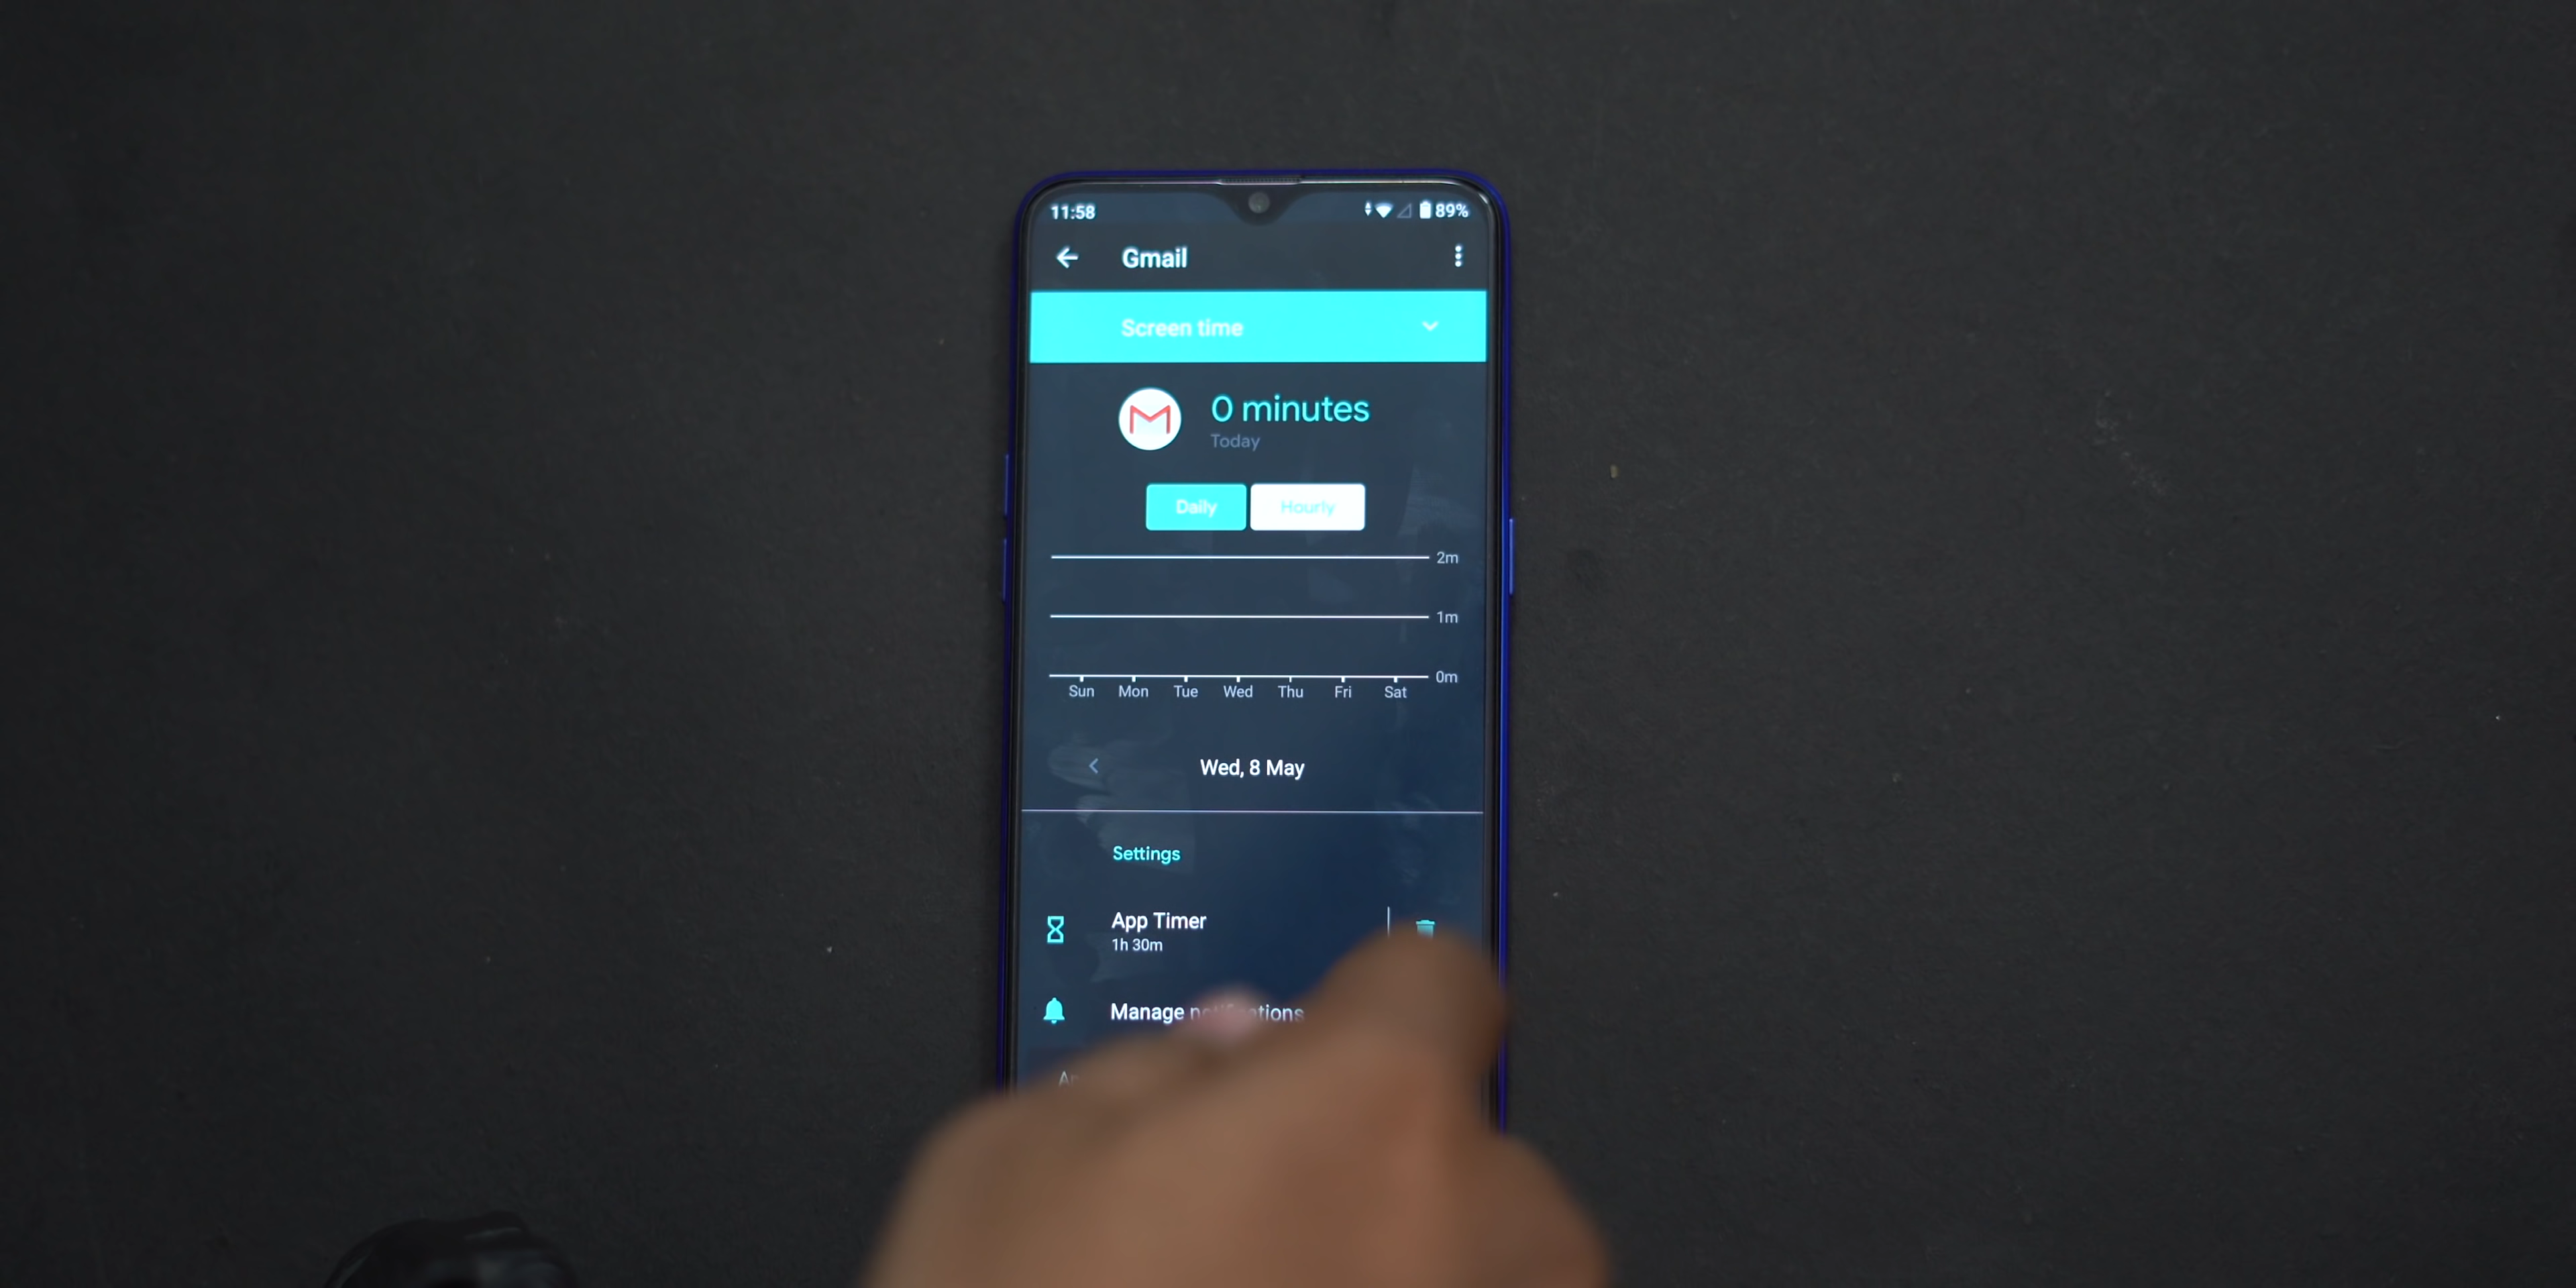 11:58 89%
Gmail
Screen time
0 minutes
Today
Daily Hourly
2m
1m
0m
Sun Mon Tue Wed Thu Fri Sat
Wed, 8 May
Settings
App Timer
1h 30m
Manage notifications